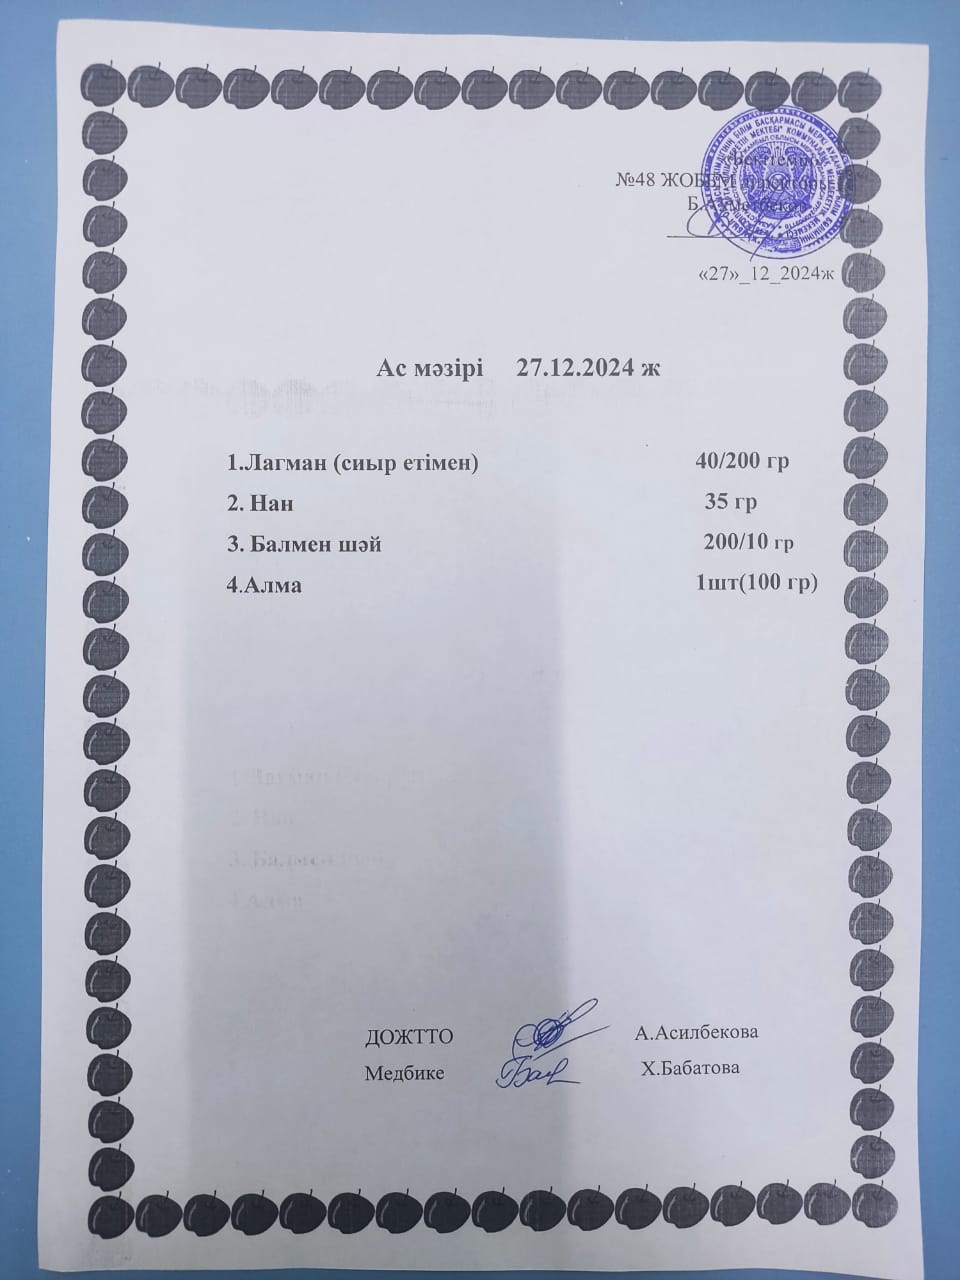 «Бекітемін»
№48 ЖОББМ директоры
Б.
«27»_12_2024ж
Ас мәзірі 27.12.2024 ж
1.Лагман (сиыр етімен) 40/200 гр
2. Нан 35 гр
3. Балмен шәй 200/10 гр
4.Алма 1шт(100 гр)
ДОЖТТО А.Асилбекова
Медбике Х.Бабатова